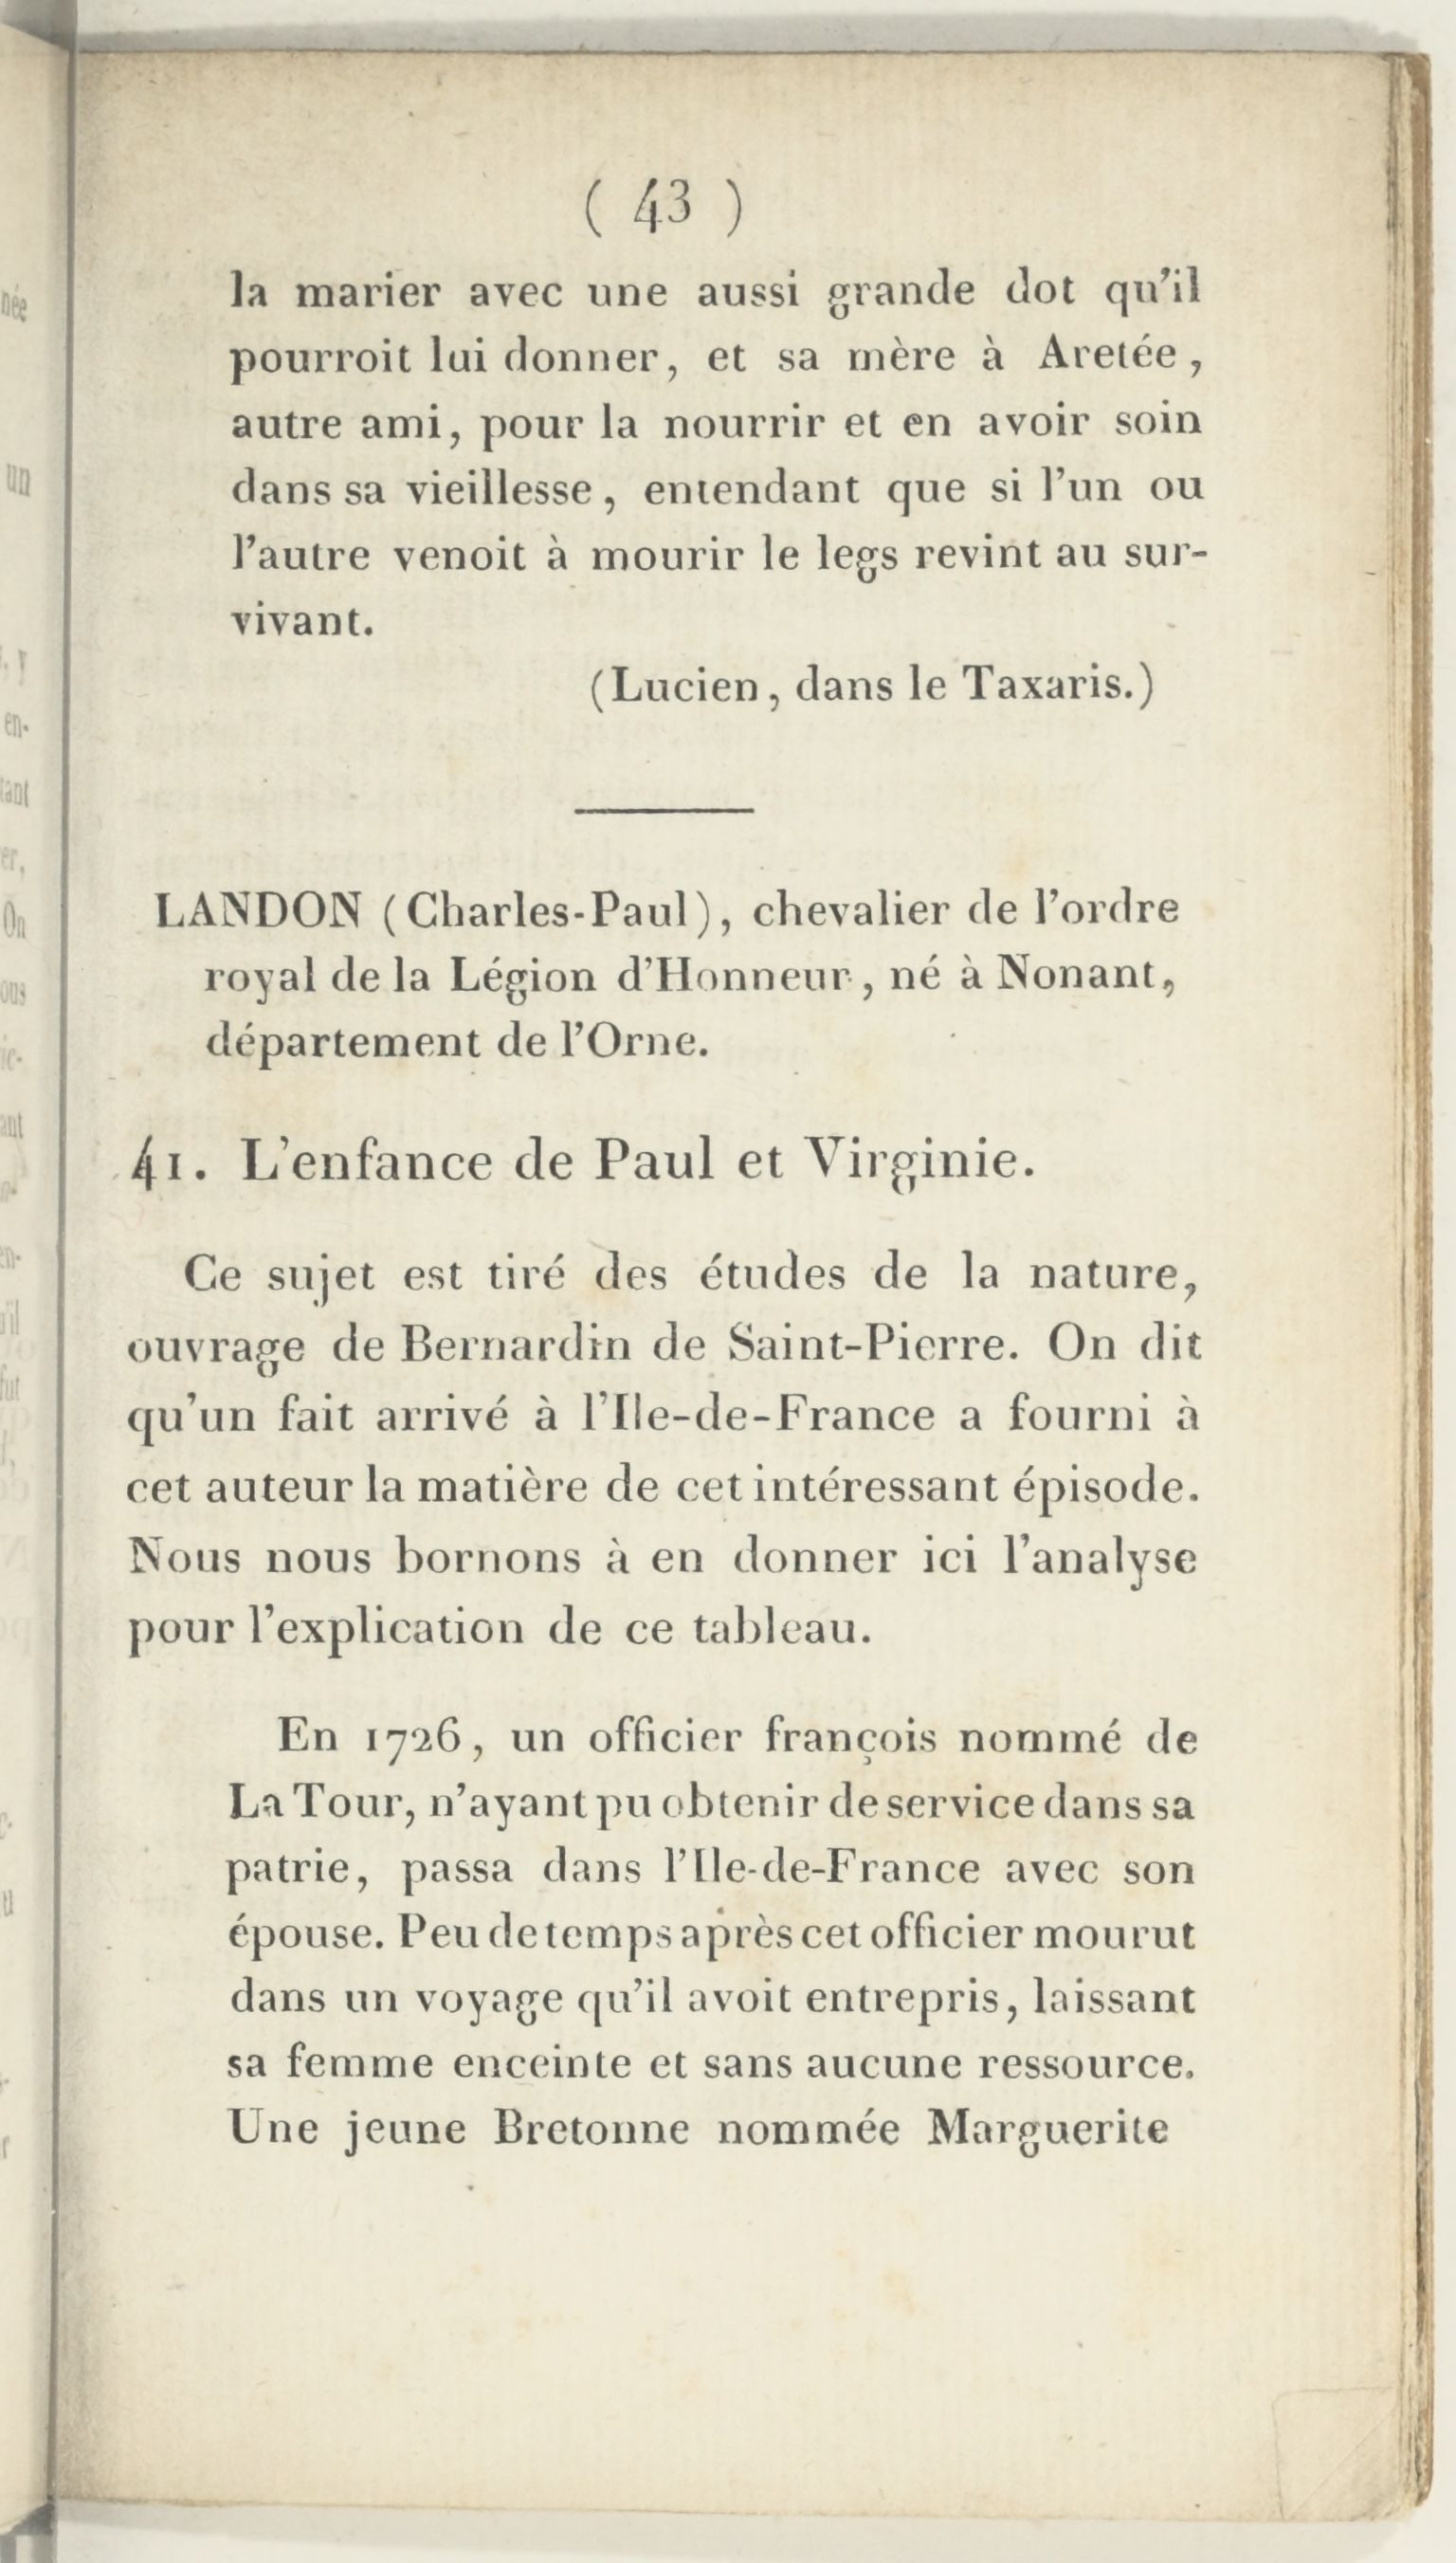 ( 43 )
la marier avec une aussi grande dot qu'il
pourroit lui donner, et sa mère à Aretée,
autre ami, pour la nourrir et en avoir soin
dans sa vieillesse, entendant que si l'un ou
l'autre venoit à mourir le legs revint au sur-
vivant.
(Lucien, dans le Taxaris.)
LANDON (Charles-Paul), chevalier de l'ordre
royal de la Légion d'Honneur, né à Nonant,
département de l'Orne.
41. L'enfance de Paul et Virginie.
Ce sujet est tiré des études de la nature,
ouvrage de Bernardin de Saint-Pierre. On dit
qu'un fait arrivé à l'Ile-de-France a fourni à
cet auteur la matière de cet intéressant épisode.
Nous nous bornons à en donner ici l'analyse
pour l'explication de ce tableau.
En 1726, un officier françois nommé de
La Tour, n'ayant pu obtenir de service dans sa
patrie, passa dans l'Ile-de-France avec son
épouse. Peu de temps après cet officier mourut
dans un voyage qu'il avoit entrepris, laissant
sa femme enceinte et sans aucune ressource.
Une jeune Bretonne nommée Marguerite